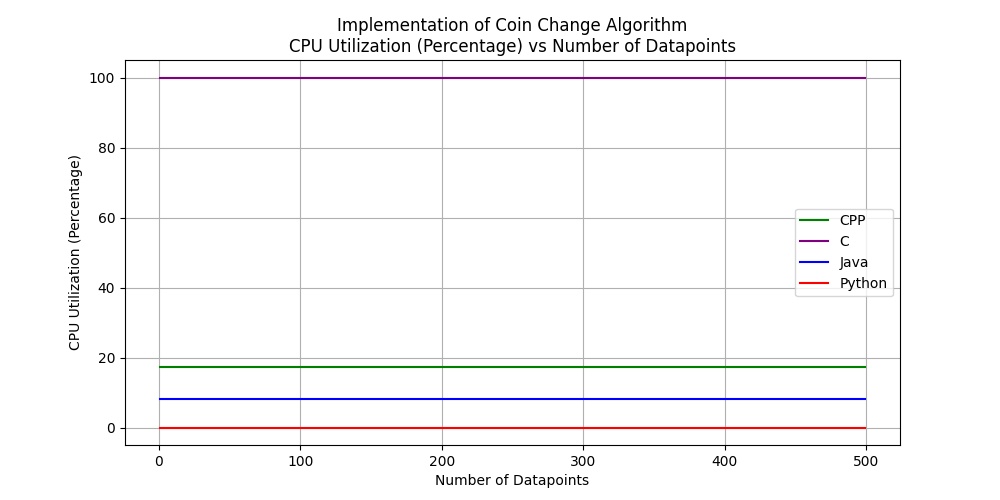 Implementation of Coin Change Algorithm
CPU Utilization (Percentage) vs Number of Datapoints
CPU Utilization (Percentage)
100
80
60
40
20
0
CPP
C
Java
Python
0 100 200 300 400 500
Number of Datapoints